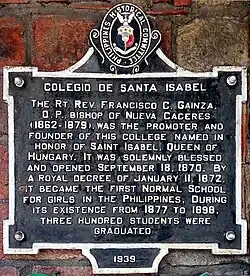 PHILIPPINES HISTORICAL COMMITTEE
COLEGIO DE SANTA ISABEL
THE RT. REV. FRANCISCO C. GAINZA,
O. P., BISHOP OF NUEVA CACERES
(1862-1879), WAS THE PROMOTER AND
FOUNDER OF THIS COLLEGE NAMED IN
HONOR OF SAINT ISABEL, QUEEN OF
HUNGARY. IT WAS SOLEMNLY BLESSED
AND OPENED SEPTEMBER 18, 1870. BY
A ROYAL DECREE OF JANUARY 11, 1872,
IT BECAME THE FIRST NORMAL SCHOOL
FOR GIRLS IN THE PHILIPPINES. DURING
ITS EXISTENCE FROM 1877 TO 1898,
THREE HUNDRED STUDENTS WERE
GRADUATED.
1939